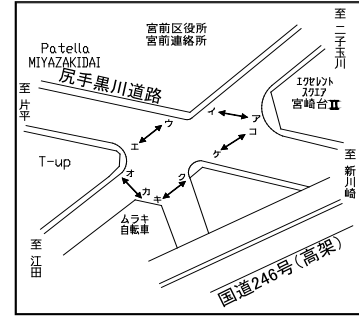 宮前区役所
宮前連絡所
至 二子玉川
Patella
MIYAZAKIDAI
尻手黒川道路
至 片平
エクセレント
スクエア
宮崎台Ⅱ
イ
ア
ウ
エ
コ
ケ
T-up
オ
カ
キ
ク
ムラキ
自転車
至 新川崎
至 江田
国道246号(高架)